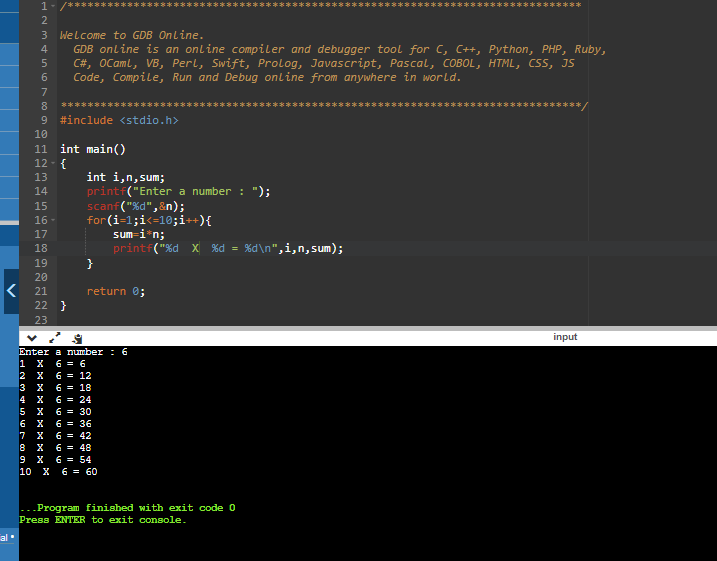 1 /******************************************************************************
2
3 Welcome to GDB Online.
4   GDB online is an online compiler and debugger tool for C, C++, Python, PHP, Ruby,
5   C#, OCaml, VB, Perl, Swift, Prolog, Javascript, Pascal, COBOL, HTML, CSS, JS
6   Code, Compile, Run and Debug online from anywhere in world.
7
8 *******************************************************************************/
9 #include <stdio.h>
10
11 int main()
12 {
13     int i,n,sum;
14     printf("Enter a number : ");
15     scanf("%d",&n);
16     for(i=1;i<=10;i++){
17         sum=i*n;
18         printf("%d  X  %d = %d\n",i,n,sum);
19     }
20
21     return 0;
22 }
23
input
Enter a number : 6
1  X  6 = 6
2  X  6 = 12
3  X  6 = 18
4  X  6 = 24
5  X  6 = 30
6  X  6 = 36
7  X  6 = 42
8  X  6 = 48
9  X  6 = 54
10  X  6 = 60
...Program finished with exit code 0
Press ENTER to exit console.
al